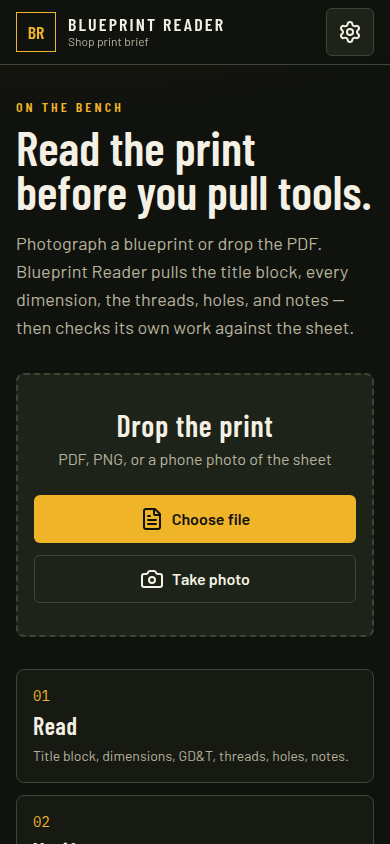 BR
BLUEPRINT READER
Shop print brief
ON THE BENCH
Read the print
before you pull tools.
Photograph a blueprint or drop the PDF.
Blueprint Reader pulls the title block, every
dimension, the threads, holes, and notes —
then checks its own work against the sheet.
Drop the print
PDF, PNG, or a phone photo of the sheet
Choose file
Take photo
01
Read
Title block, dimensions, GD&T, threads, holes, notes.
02